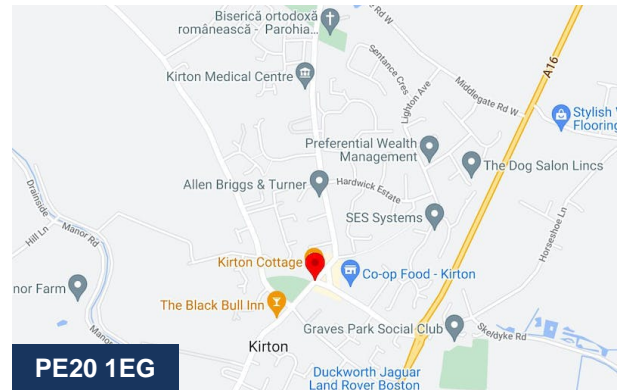 Biserică ortodoxă
românească - Parohia...
Kirton Medical Centre
Sentance Cres
Lighton Ave
Middlegate Rd W
A16
Stylish V
Flooring
Preferential Wealth
Management
The Dog Salon Lincs
Allen Briggs & Turner
Hardwick Estate
SES Systems
Horseshoe Ln
Drainside
Hill Ln
Manor Rd
Kirton Cottage
Co-op Food - Kirton
nor Farm
The Black Bull Inn
Manor
Graves Park Social Club
Skeldyke Rd
Kirton
Duckworth Jaguar
Land Rover Boston
PE20 1EG